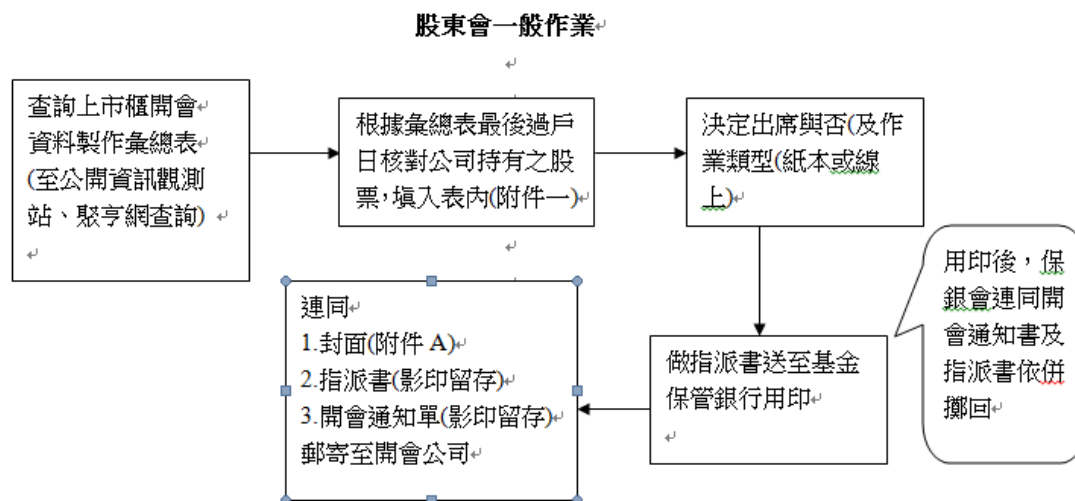 股東會一般作業
查詢上市櫃開會
資料製作彙總表
(至公開資訊觀測
站、聚亨網查詢)
根據彙總表最後過戶
日核對公司持有之股
票，填入表內(附件一)
決定出席與否(及作
業類型(紙本或線
上)
用印後，保
銀會連同開
會通知書及
指派書依併
擲回
做指派書送至基金
保管銀行用印
連同
1.封面(附件 A)
2.指派書(影印留存)
3.開會通知單(影印留存)
郵寄至開會公司